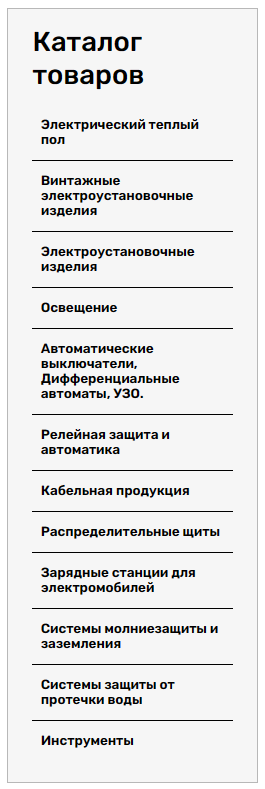 Каталог
товаров
Электрический теплый
пол
Винтажные
электроустановочные
изделия
Электроустановочные
изделия
Освещение
Автоматические
выключатели,
Дифференциальные
автоматы, УЗО.
Релейная защита и
автоматика
Кабельная продукция
Распределительные щиты
Зарядные станции для
электромобилей
Системы молниезащиты и
заземления
Системы защиты от
протечки воды
Инструменты